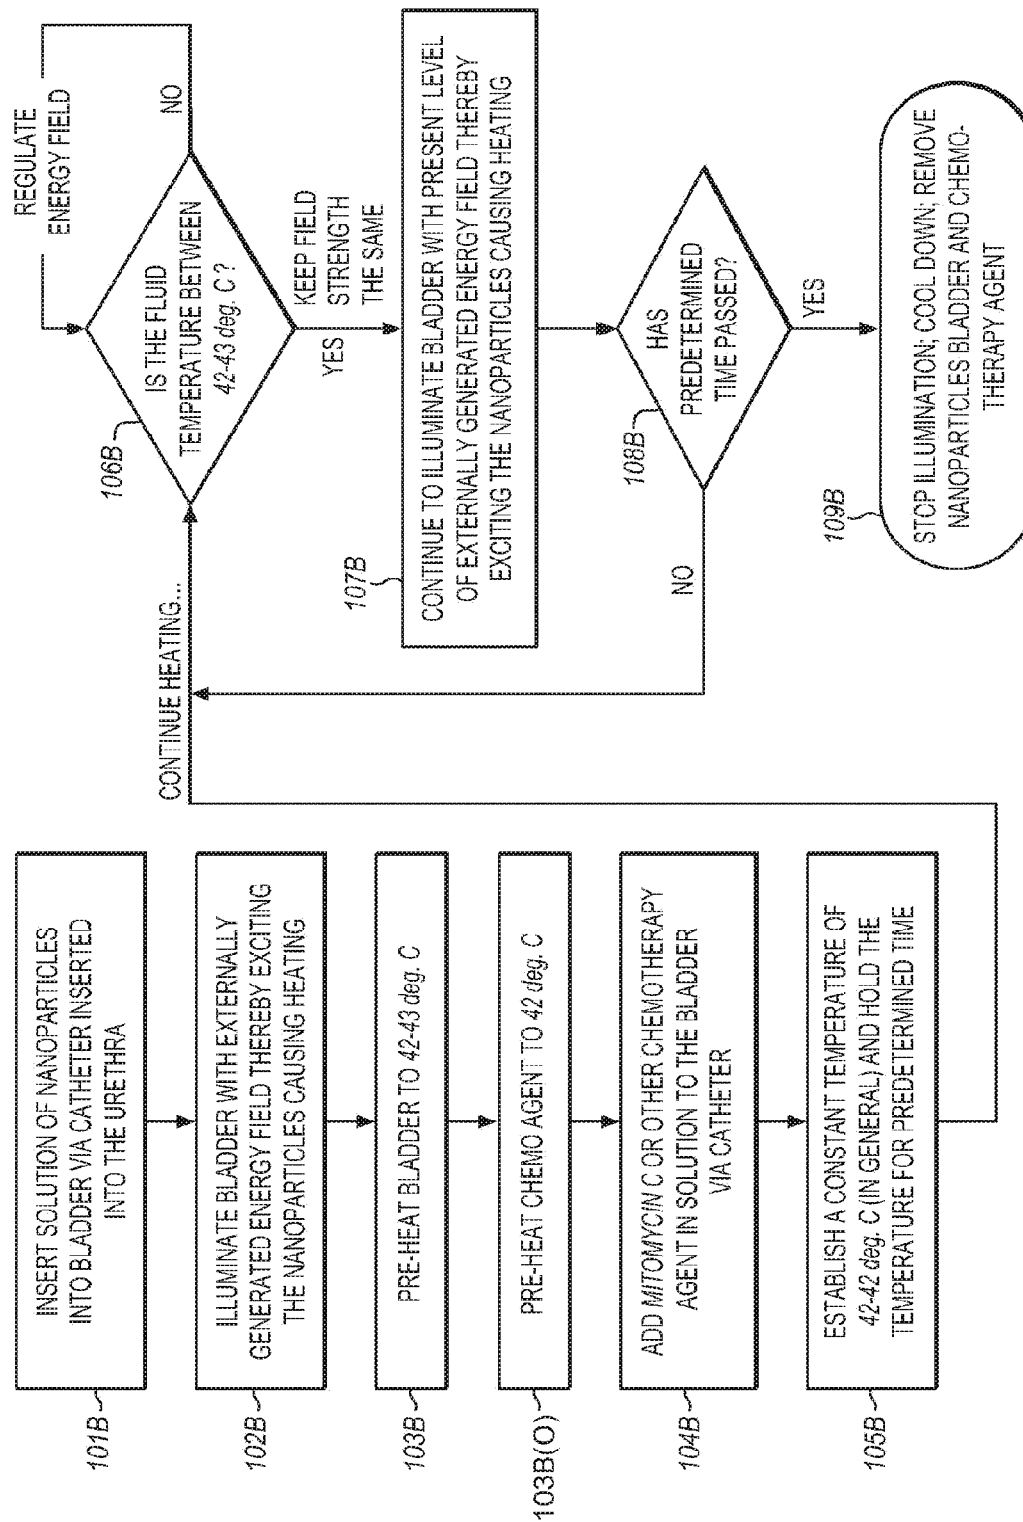 101B
INSERT SOLUTION OF NANOPARTICLES
INTO BLADDER VIA CATHETER INSERTED
INTO THE URETHRA
102B
ILLUMINATE BLADDER WITH EXTERNALLY
GENERATED ENERGY FIELD THEREBY EXCITING
THE NANOPARTICLES CAUSING HEATING
103B
PRE-HEAT BLADDER TO 42-43 deg. C
103B(O)
PRE-HEAT CHEMO AGENT TO 42 deg. C
104B
ADD MITOMYCIN C OR OTHER CHEMOTHERAPY
AGENT IN SOLUTION TO THE BLADDER
VIA CATHETER
105B
ESTABLISH A CONSTANT TEMPERATURE OF
42-42 deg. C (IN GENERAL) AND HOLD THE
TEMPERATURE FOR PREDETERMINED TIME
CONTINUE HEATING...
REGULATE
ENERGY FIELD
NO
106B
IS THE FLUID
TEMPERATURE BETWEEN
42-43 deg. C?
YES
KEEP FIELD
STRENGTH
THE SAME
107B
CONTINUE TO ILLUMINATE BLADDER WITH PRESENT LEVEL
OF EXTERNALLY GENERATED ENERGY FIELD THEREBY
EXCITING THE NANOPARTICLES CAUSING HEATING
108B
HAS
PREDETERMINED
TIME PASSED?
NO
YES
109B
STOP ILLUMINATION; COOL DOWN; REMOVE
NANOPARTICLES BLADDER AND CHEMO-
THERAPY AGENT